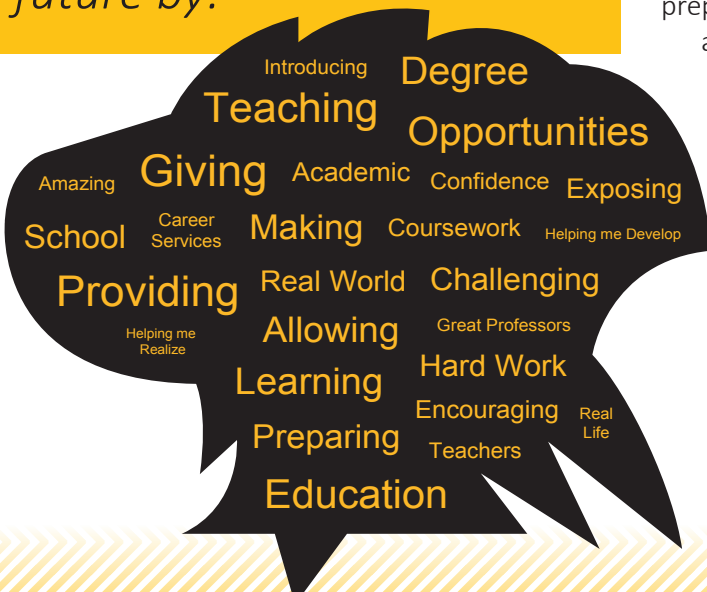 future by:
prep
a
Introducing
Degree
Teaching
Opportunities
Giving
Academic
Confidence
Exposing
Amazing
School
Career
Services
Making
Coursework
Helping me Develop
Providing
Real World
Challenging
Helping me
Realize
Allowing
Great Professors
Hard Work
Learning
Encouraging
Real
Life
Preparing
Teachers
Education